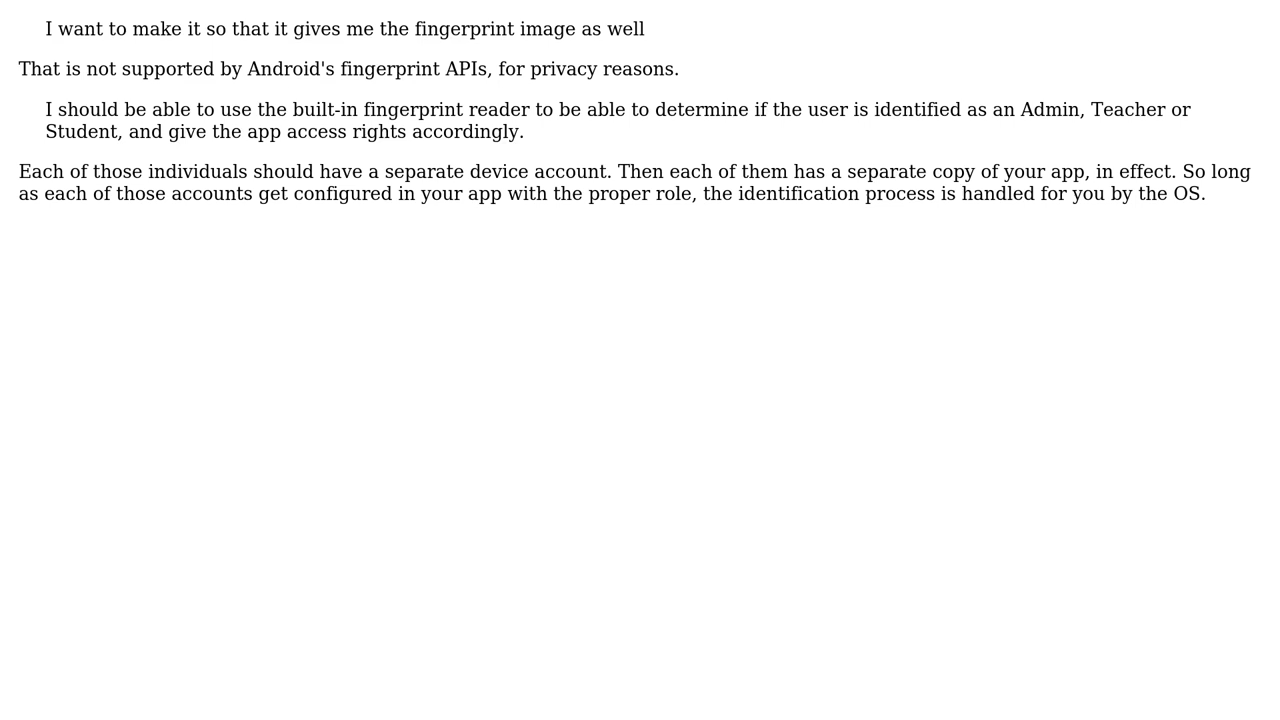 I want to make it so that it gives me the fingerprint image as well
That is not supported by Android's fingerprint APIs, for privacy reasons.
I should be able to use the built-in fingerprint reader to be able to determine if the user is identified as an Admin, Teacher or
Student, and give the app access rights accordingly.
Each of those individuals should have a separate device account. Then each of them has a separate copy of your app, in effect. So long
as each of those accounts get configured in your app with the proper role, the identification process is handled for you by the OS.